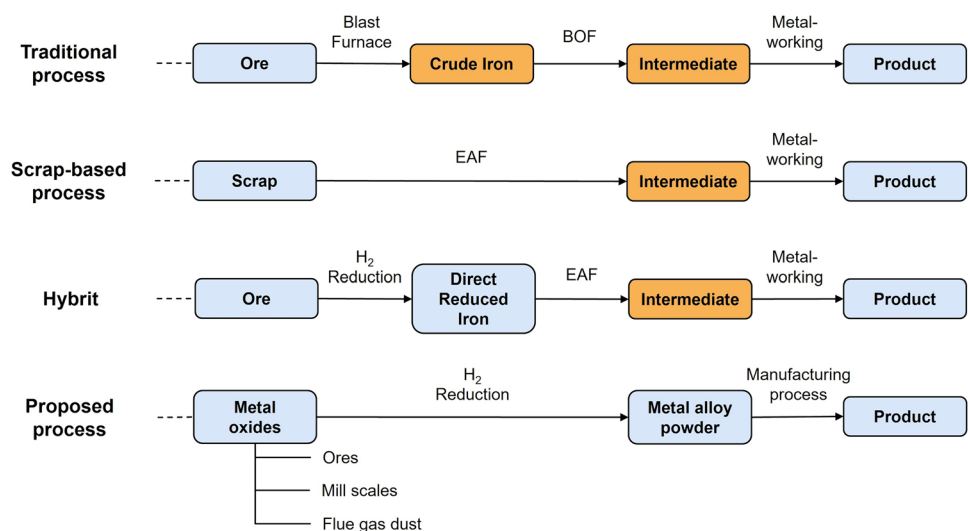 Traditional
process
Ore
Blast
Furnace
Crude Iron
BOF
Intermediate
Metal-
working
Product
Scrap-based
process
Scrap
EAF
Intermediate
Metal-
working
Product
Hybrit
Ore
H₂
Reduction
Direct
Reduced
Iron
EAF
Intermediate
Metal-
working
Product
Proposed
process
Metal
oxides
H₂
Reduction
Metal alloy
powder
Manufacturing
process
Product
Ores
Mill scales
Flue gas dust